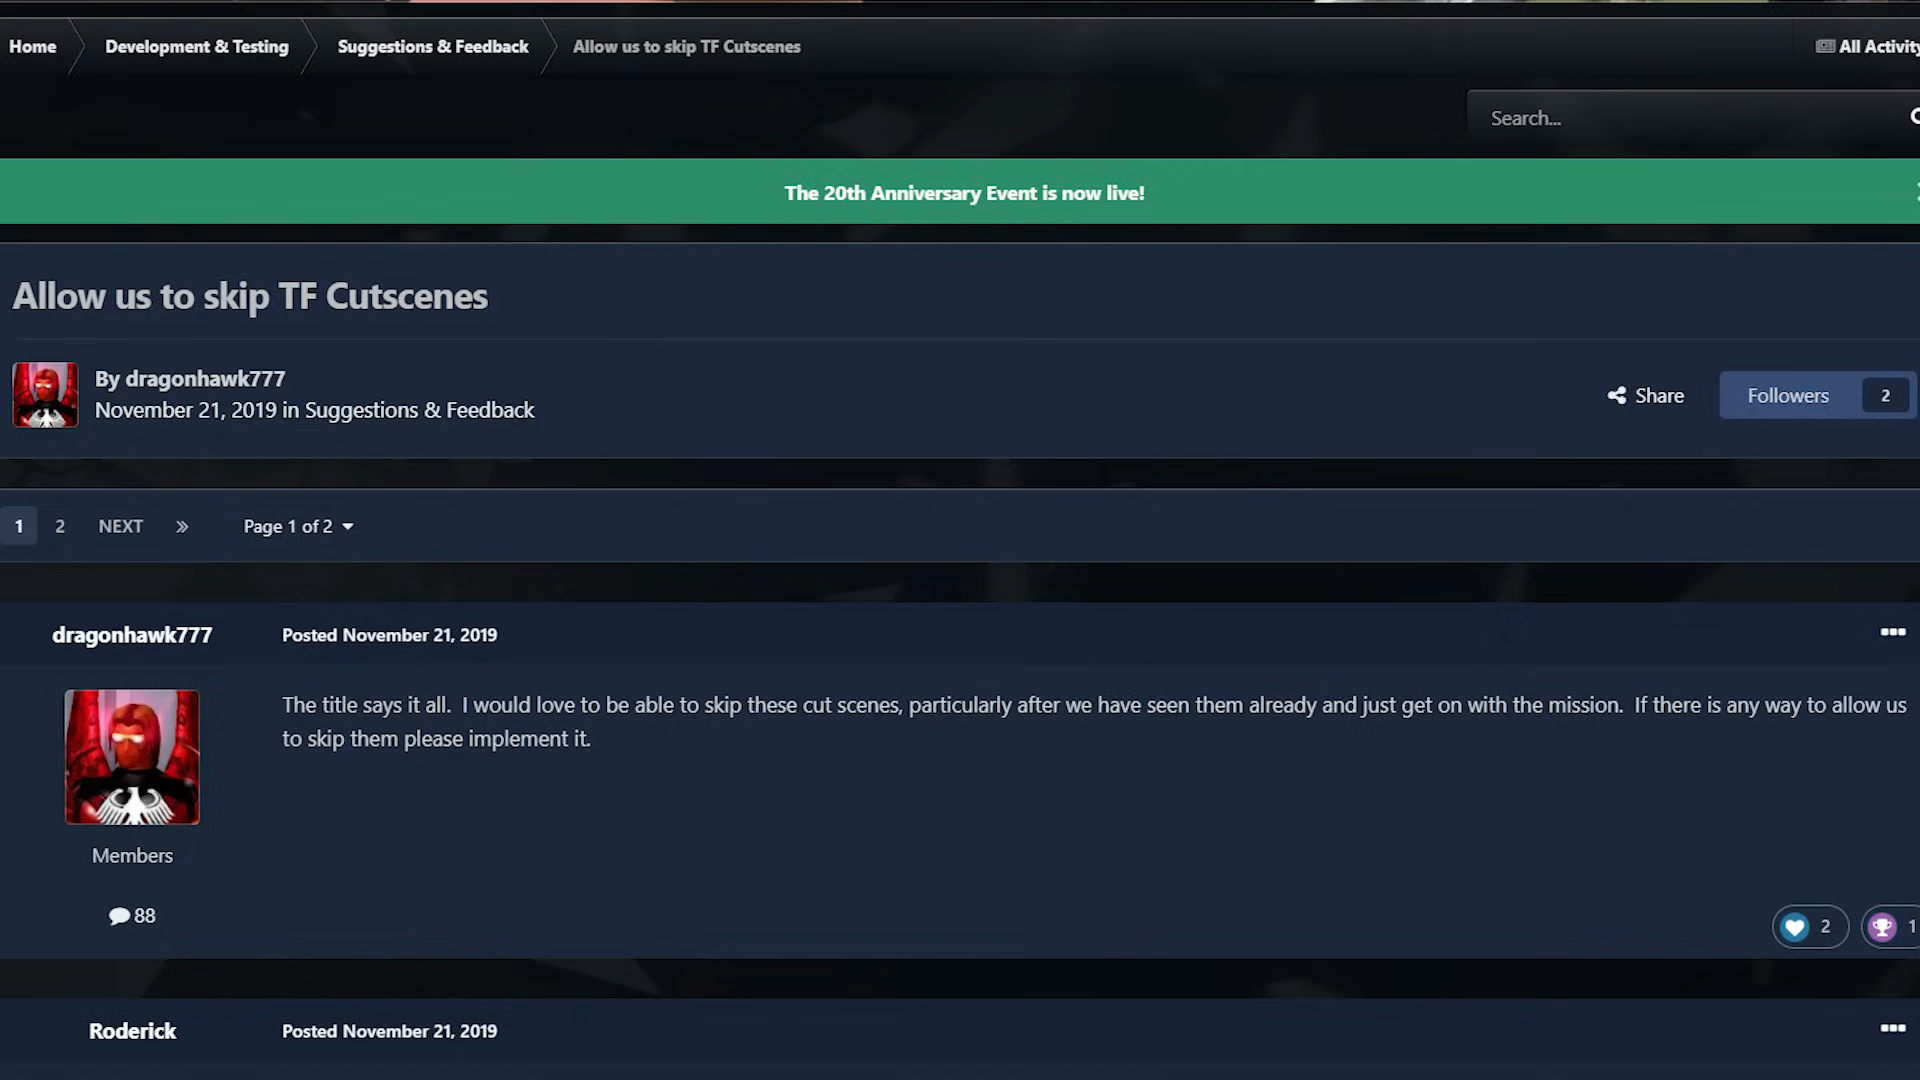 Home
Development & Testing
Suggestions & Feedback
Allow us to skip TF Cutscenes
All Activity
Search...
The 20th Anniversary Event is now live!
Allow us to skip TF Cutscenes
By dragonhawk777
November 21, 2019 in Suggestions & Feedback
Share
Followers 2
1 2 NEXT » Page 1 of 2
dragonhawk777
Posted November 21, 2019
The title says it all. I would love to be able to skip these cut scenes, particularly after we have seen them already and just get on with the mission. If there is any way to allow us
to skip them please implement it.
Members
88
2
1
Roderick
Posted November 21, 2019